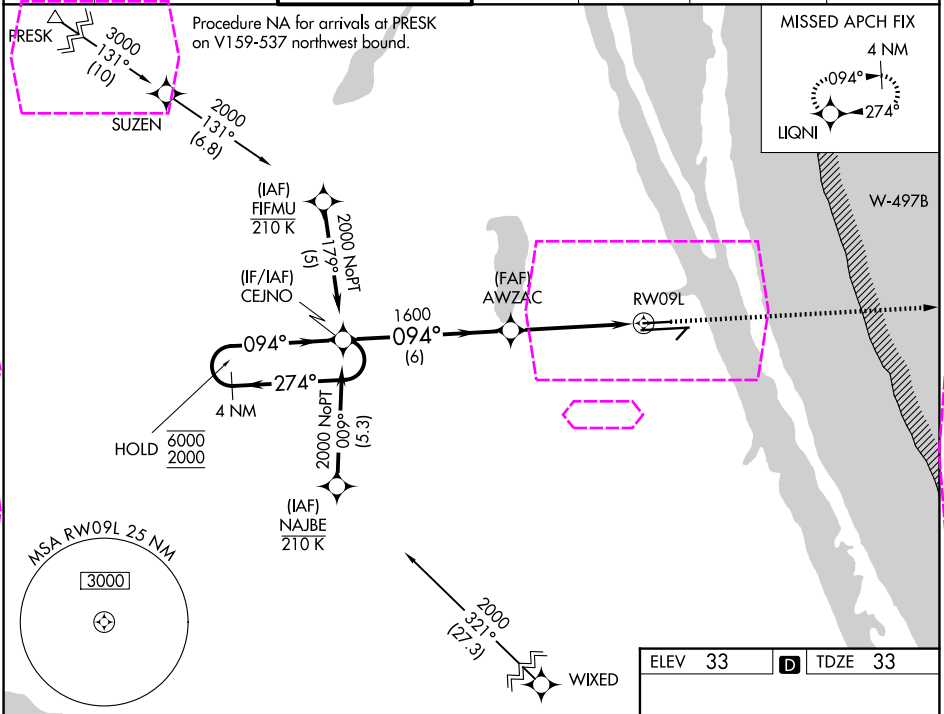 Procedure NA for arrivals at PRESK
on V159-537 northwest bound.
PRESK
3000
131°
(10)
SUZEN
2000
131°
(6.8)
MISSED APCH FIX
4 NM
094°
274°
LIQNI
W-497B
(IAF)
FIFMU
210 K
2000 NoPT
179°
(5)
(IF/IAF)
CEJNO
1600
094°
(6)
(FAF)
AWZAC
RW09L
094°
274°
4 NM
HOLD
6000
2000
2000 NoPT
009°
(5.3)
(IAF)
NAJBE
210 K
MSA RW09L 25 NM
3000
2000
321°
(27.3)
WIXED
ELEV 33
D
TDZE 33